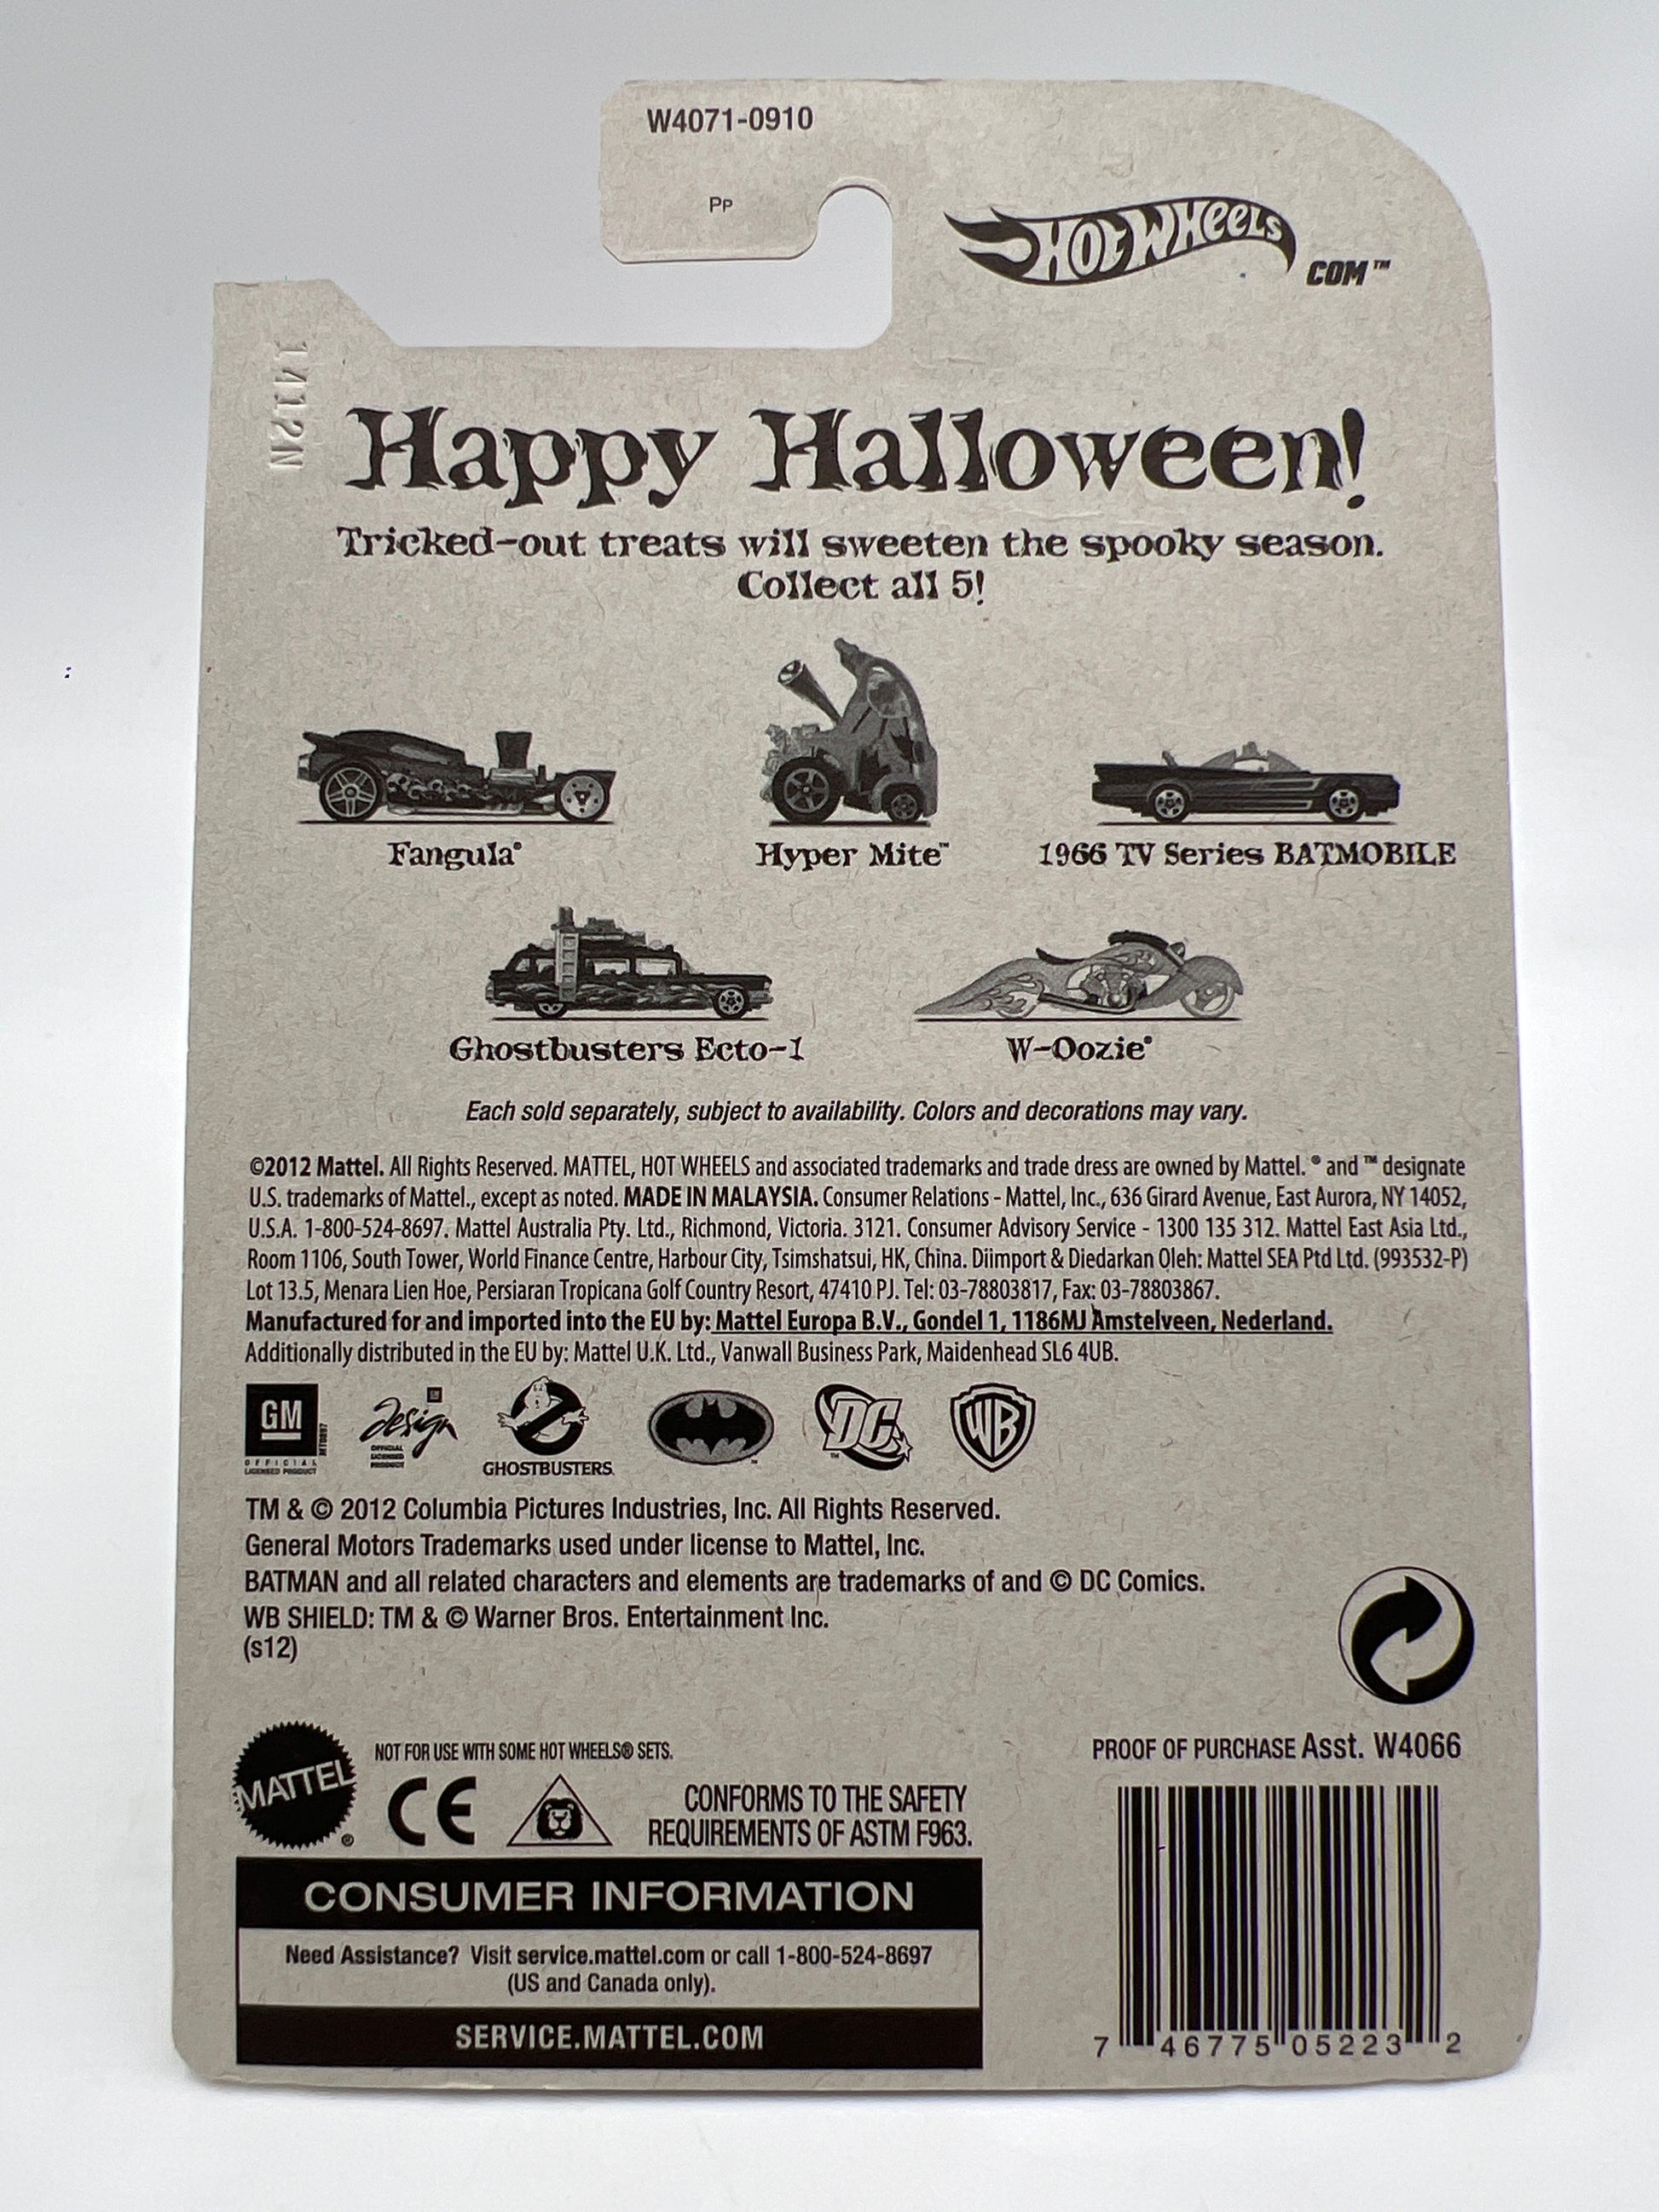 W4071-0910
PP
HOT WHEELS
COM™
1412N
Happy Halloween!
Tricked-out treats will sweeten the spooky season.
Collect all 5!
Fangula®
Hyper Mite™
1966 TV Series BATMOBILE
Ghostbusters Ecto-1
W-Oozie®
Each sold separately, subject to availability. Colors and decorations may vary.
©2012 Mattel. All Rights Reserved. MATTEL, HOT WHEELS and associated trademarks and trade dress are owned by Mattel. ® and ™ designate
U.S. trademarks of Mattel., except as noted. MADE IN MALAYSIA. Consumer Relations - Mattel, Inc., 636 Girard Avenue, East Aurora, NY 14052,
U.S.A. 1-800-524-8697. Mattel Australia Pty. Ltd., Richmond, Victoria. 3121. Consumer Advisory Service - 1300 135 312. Mattel East Asia Ltd.,
Room 1106, South Tower, World Finance Centre, Harbour City, Tsimshatsui, HK, China. Diimport & Diedarkan Oleh: Mattel SEA Ptd Ltd. (993532-P)
Lot 13.5, Menara Lien Hoe, Persiaran Tropicana Golf Country Resort, 47410 PJ. Tel: 03-78803817, Fax: 03-78803867.
Manufactured for and imported into the EU by: Mattel Europa B.V., Gondel 1, 1186MJ Amstelveen, Nederland.
Additionally distributed in the EU by: Mattel U.K. Ltd., Vanwall Business Park, Maidenhead SL6 4UB.
GM
OFFICIAL
LICENSED PRODUCT
MT0897
GM
design
OFFICIAL
LICENSED
PRODUCT
GHOSTBUSTERS
™
DC
™
WB
TM & © 2012 Columbia Pictures Industries, Inc. All Rights Reserved.
General Motors Trademarks used under license to Mattel, Inc.
BATMAN and all related characters and elements are trademarks of and © DC Comics.
WB SHIELD: TM & © Warner Bros. Entertainment Inc.
(s12)
MATTEL
®
NOT FOR USE WITH SOME HOT WHEELS® SETS.
CE
CONFORMS TO THE SAFETY
REQUIREMENTS OF ASTM F963.
PROOF OF PURCHASE Asst. W4066
CONSUMER INFORMATION
Need Assistance? Visit service.mattel.com or call 1-800-524-8697
(US and Canada only).
SERVICE.MATTEL.COM
7 46775 05223 2